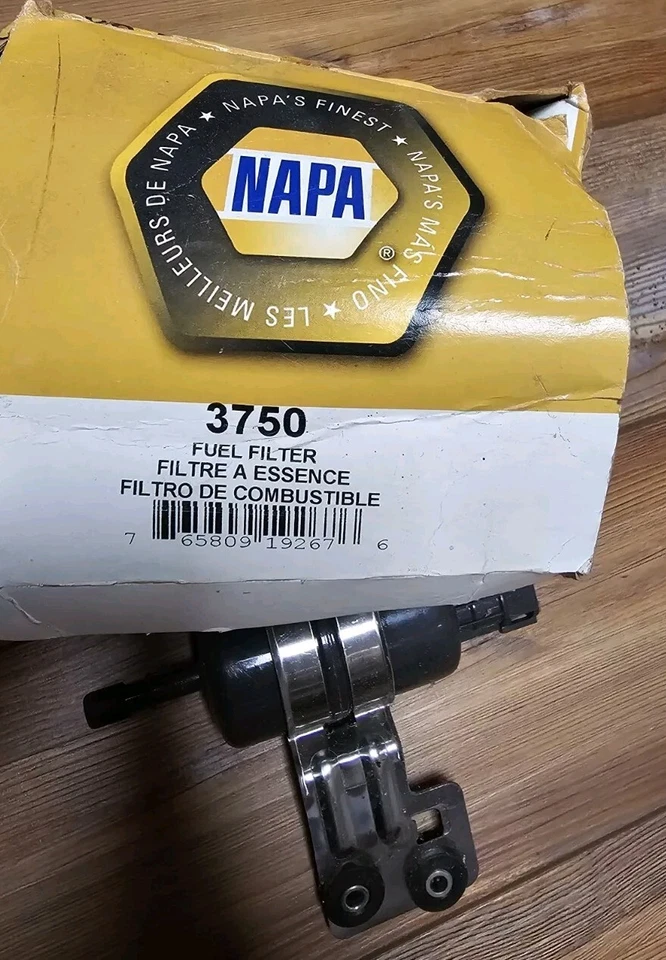 NAPA'S FINEST ★ NAPA'S MÁS FINO ★ LES MEILLEURS DE NAPA ★
NAPA
®
3750
FUEL FILTER
FILTRE A ESSENCE
FILTRO DE COMBUSTIBLE
7 65809 19267 6